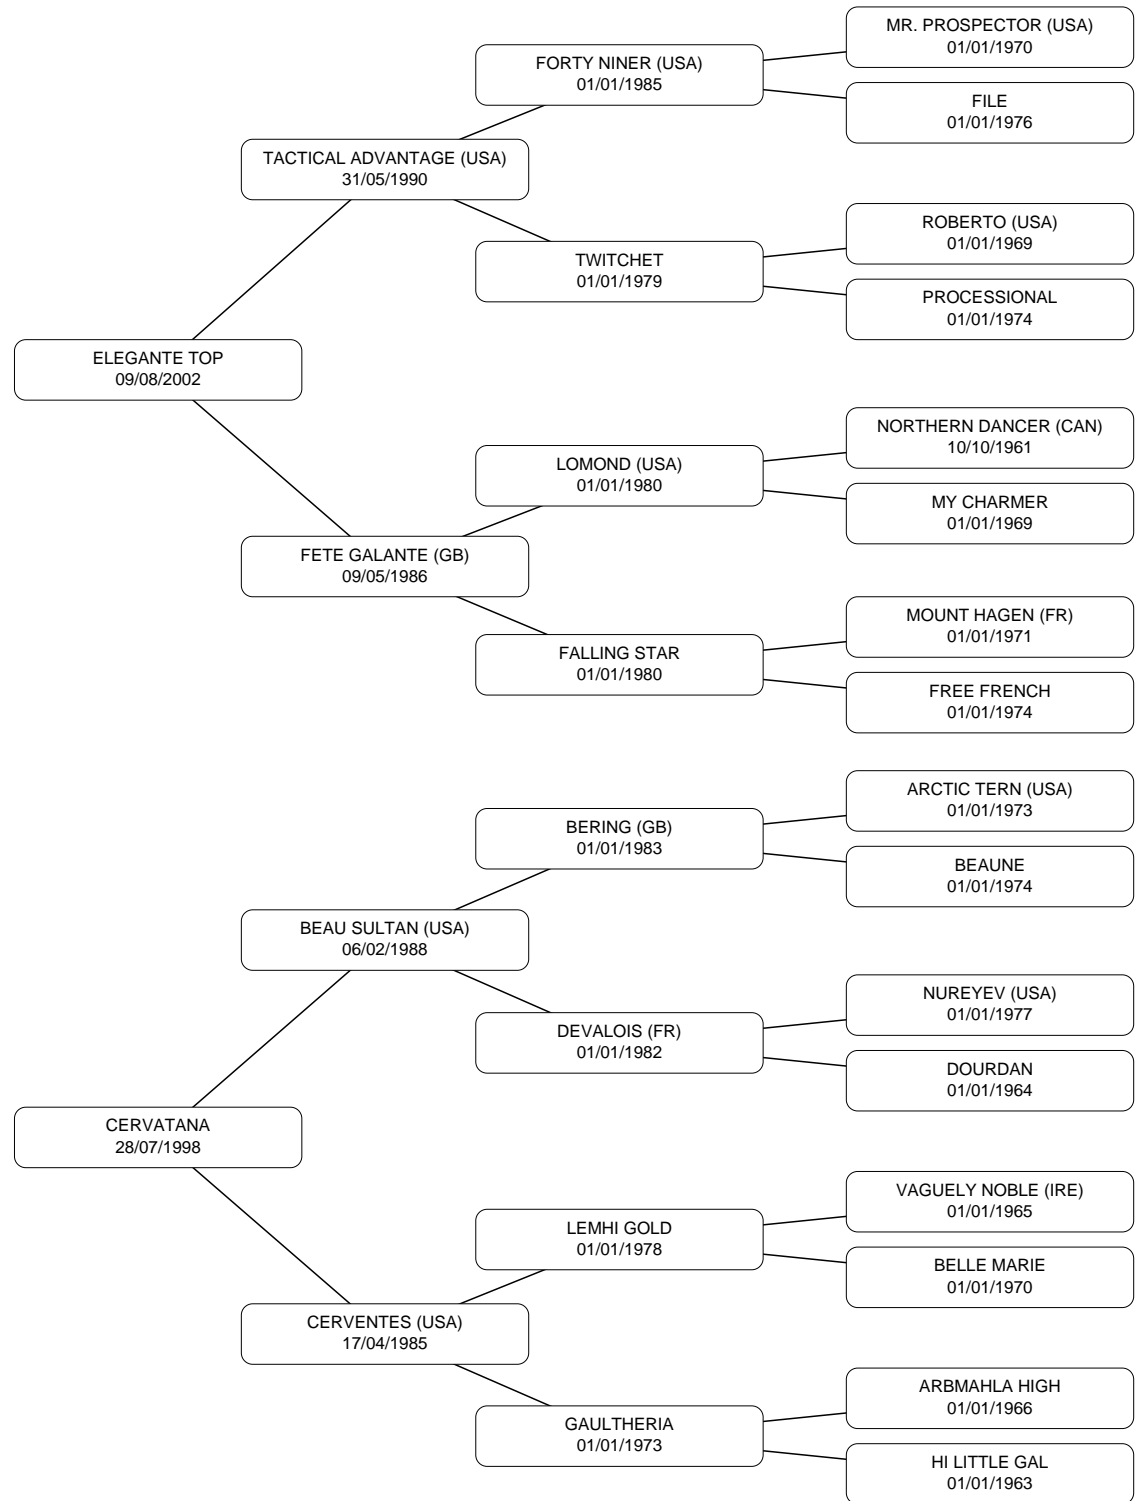 MR. PROSPECTOR (USA)
01/01/1970
FORTY NINER (USA)
01/01/1985
FILE
01/01/1976
TACTICAL ADVANTAGE (USA)
31/05/1990
ROBERTO (USA)
01/01/1969
TWITCHET
01/01/1979
PROCESSIONAL
01/01/1974
ELEGANTE TOP
09/08/2002
NORTHERN DANCER (CAN)
10/10/1961
LOMOND (USA)
01/01/1980
MY CHARMER
01/01/1969
FETE GALANTE (GB)
09/05/1986
MOUNT HAGEN (FR)
01/01/1971
FALLING STAR
01/01/1980
FREE FRENCH
01/01/1974
ARCTIC TERN (USA)
01/01/1973
BERING (GB)
01/01/1983
BEAUNE
01/01/1974
BEAU SULTAN (USA)
06/02/1988
NUREYEV (USA)
01/01/1977
DEVALOIS (FR)
01/01/1982
DOURDAN
01/01/1964
CERVATANA
28/07/1998
VAGUELY NOBLE (IRE)
01/01/1965
LEMHI GOLD
01/01/1978
BELLE MARIE
01/01/1970
CERVENTES (USA)
17/04/1985
ARBMAHLA HIGH
01/01/1966
GAULTHERIA
01/01/1973
HI LITTLE GAL
01/01/1963